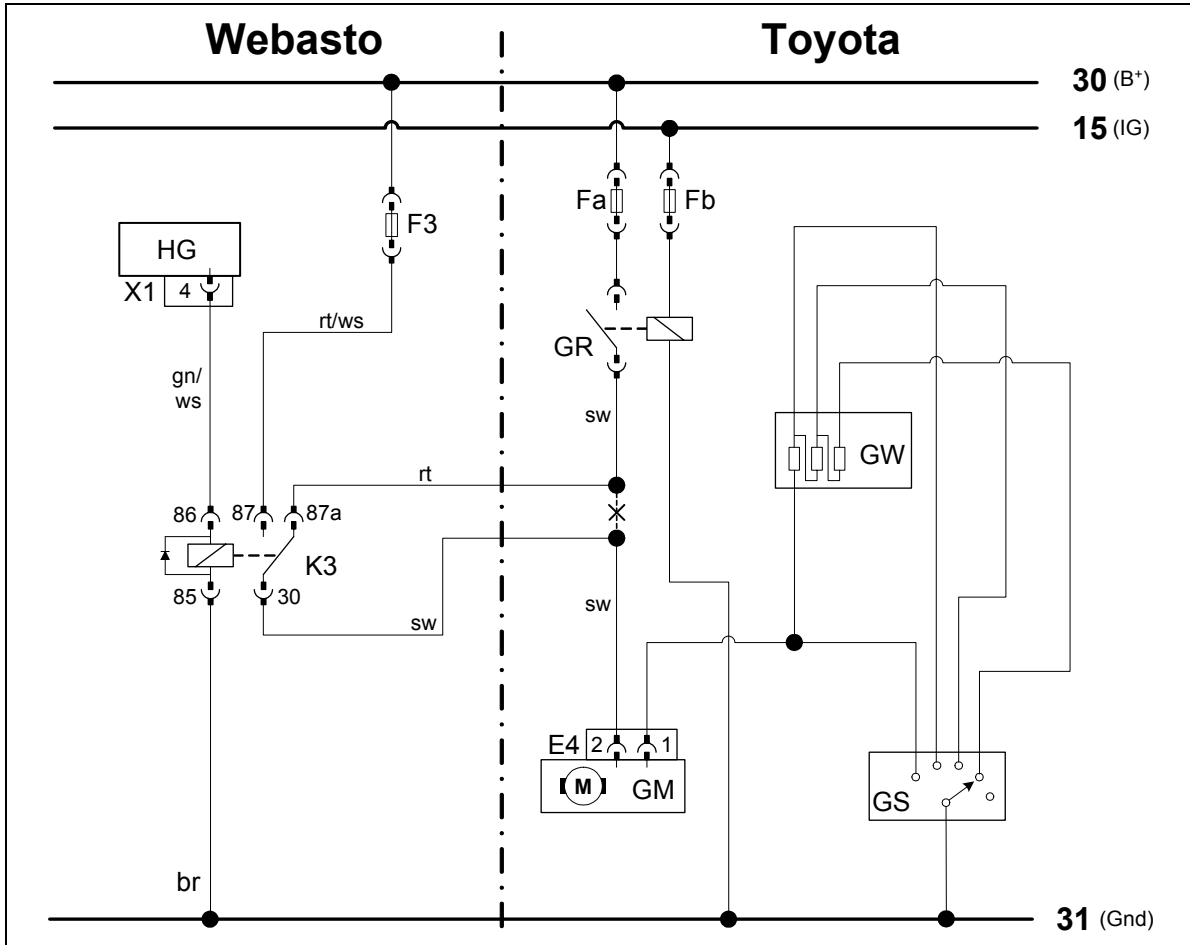 Webasto
Toyota
30 (B+)
15 (IG)
F3
Fa
Fb
HG
X1
4
rt/ws
GR
gn/
ws
sw
GW
rt
86
87
87a
K3
85
30
sw
sw
E4
2
1
M
GM
GS
br
31 (Gnd)